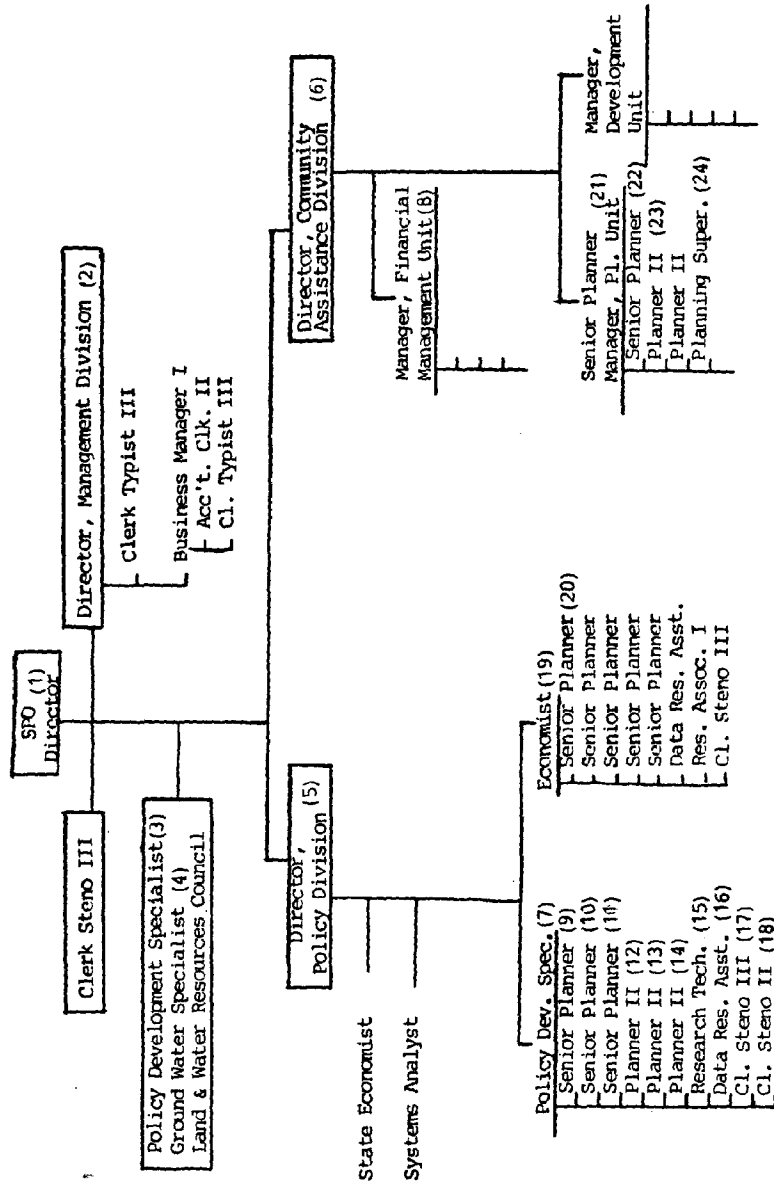 SPO (1)
Director
Clerk Steno III
Director, Management Division (2)
Clerk Typist III
Business Manager I
Acc't. Clk. II
Cl. Typist III
Policy Development Specialist(3)
Ground Water Specialist (4)
Land & Water Resources Council
Director,
Policy Division (5)
Director, Community
Assistance Division (6)
State Economist
Systems Analyst
Manager, Financial
Management Unit(8)
Policy Dev. Spec. (7)
Senior Planner (9)
Senior Planner (10)
Senior Planner (11)
Planner II (12)
Planner II (13)
Planner II (14)
Research Tech. (15)
Data Res. Asst. (16)
Cl. Steno III (17)
Cl. Steno II (18)
Economist (19)
Senior Planner (20)
Senior Planner
Senior Planner
Senior Planner
Senior Planner
Data Res. Asst.
Res. Assoc. I
Cl. Steno III
Senior Planner (21)
Manager, Pl. Unit
Senior Planner (22)
Planner II (23)
Planner II
Planning Super. (24)
Manager,
Development
Unit